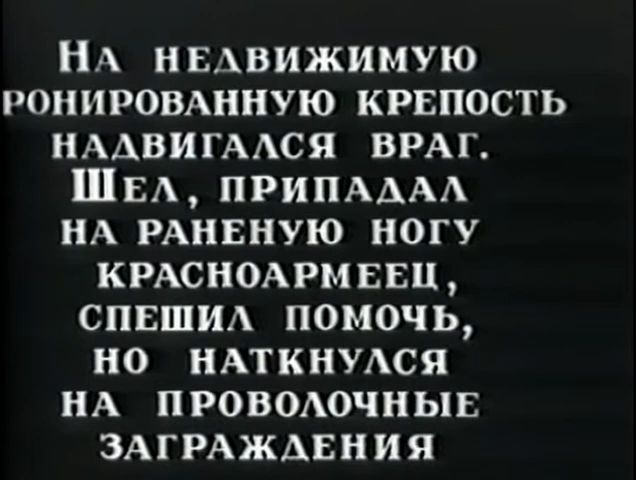 На недвижимую
ронированную крепость
надвигался враг.
Шел, припадал
на раненую ногу
красноармеец,
спешил помочь,
но наткнулся
на проволочные
заграждения